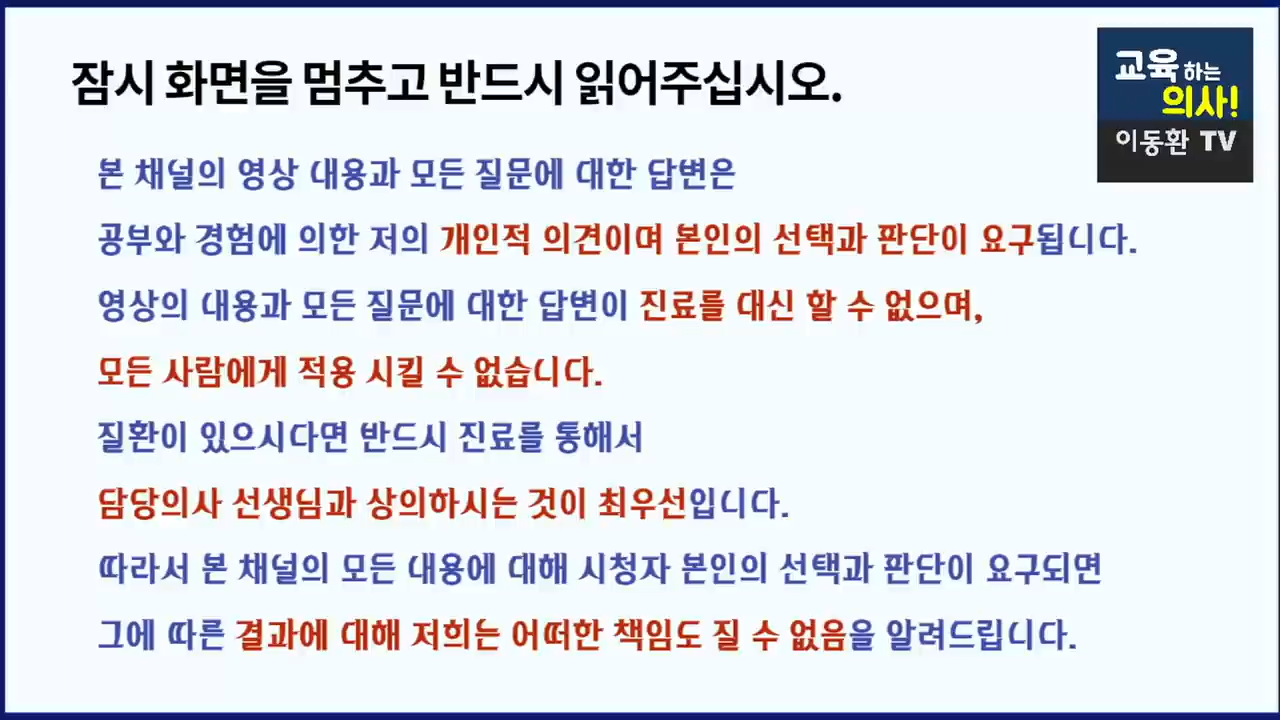 잠시 화면을 멈추고 반드시 읽어주십시오.
교육하는
의사!
이동환 TV
본 채널의 영상 내용과 모든 질문에 대한 답변은
공부와 경험에 의한 저의 개인적 의견이며 본인의 선택과 판단이 요구됩니다.
영상의 내용과 모든 질문에 대한 답변이 진료를 대신 할 수 없으며,
모든 사람에게 적용 시킬 수 없습니다.
질환이 있으시다면 반드시 진료를 통해서
담당의사 선생님과 상의하시는 것이 최우선입니다.
따라서 본 채널의 모든 내용에 대해 시청자 본인의 선택과 판단이 요구되면
그에 따른 결과에 대해 저희는 어떠한 책임도 질 수 없음을 알려드립니다.